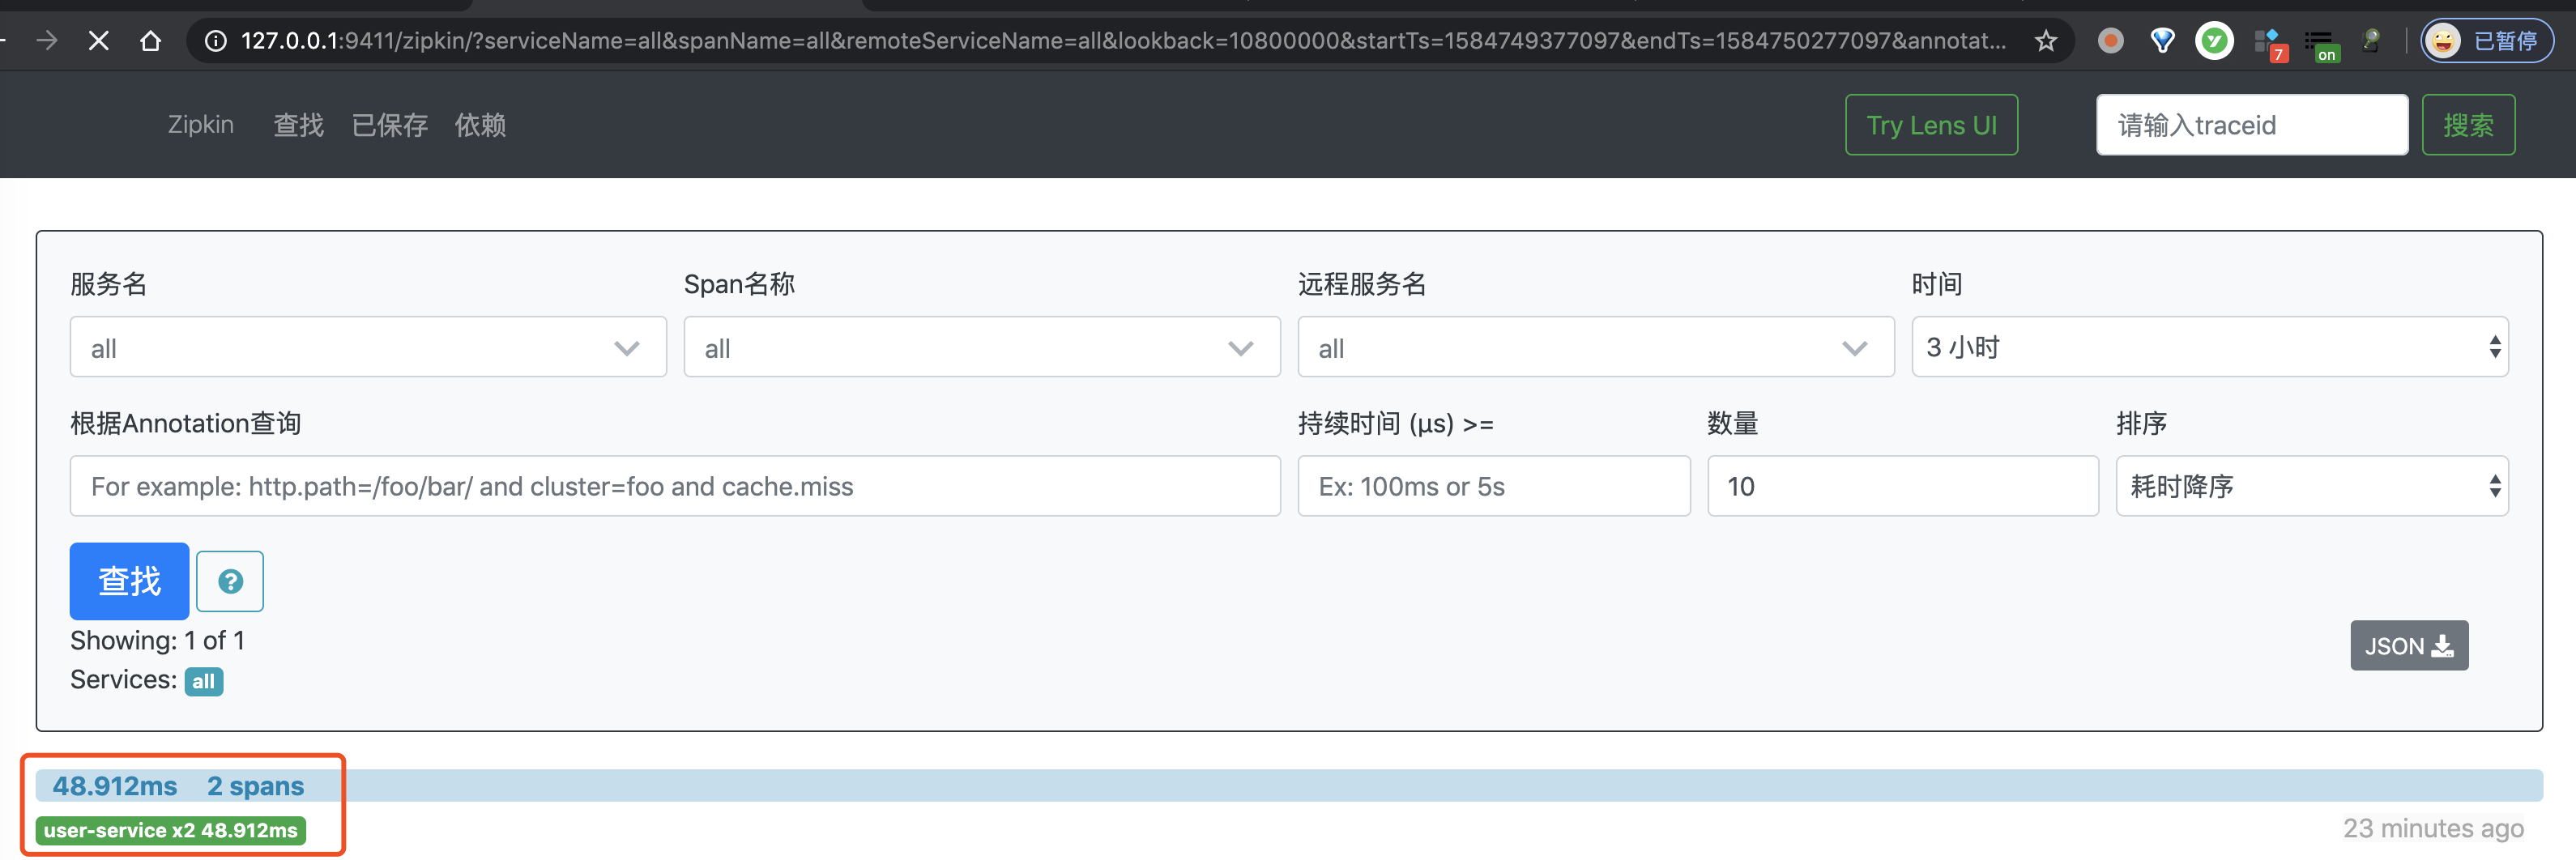 127.0.0.1:9411/zipkin/?serviceName=all&spanName=all&remoteServiceName=all&lookback=10800000&startTs=1584749377097&endTs=1584750277097&annotat...
7
on
已暂停
Zipkin 查找 已保存 依赖
Try Lens UI
请输入traceid
搜索
服务名 Span名称 远程服务名 时间
all all all 3 小时
根据Annotation查询 持续时间 (µs) >= 数量 排序
For example: http.path=/foo/bar/ and cluster=foo and cache.miss Ex: 100ms or 5s 10 耗时降序
查找 ?
Showing: 1 of 1
JSON
Services: all
48.912ms 2 spans
user-service x2 48.912ms
23 minutes ago